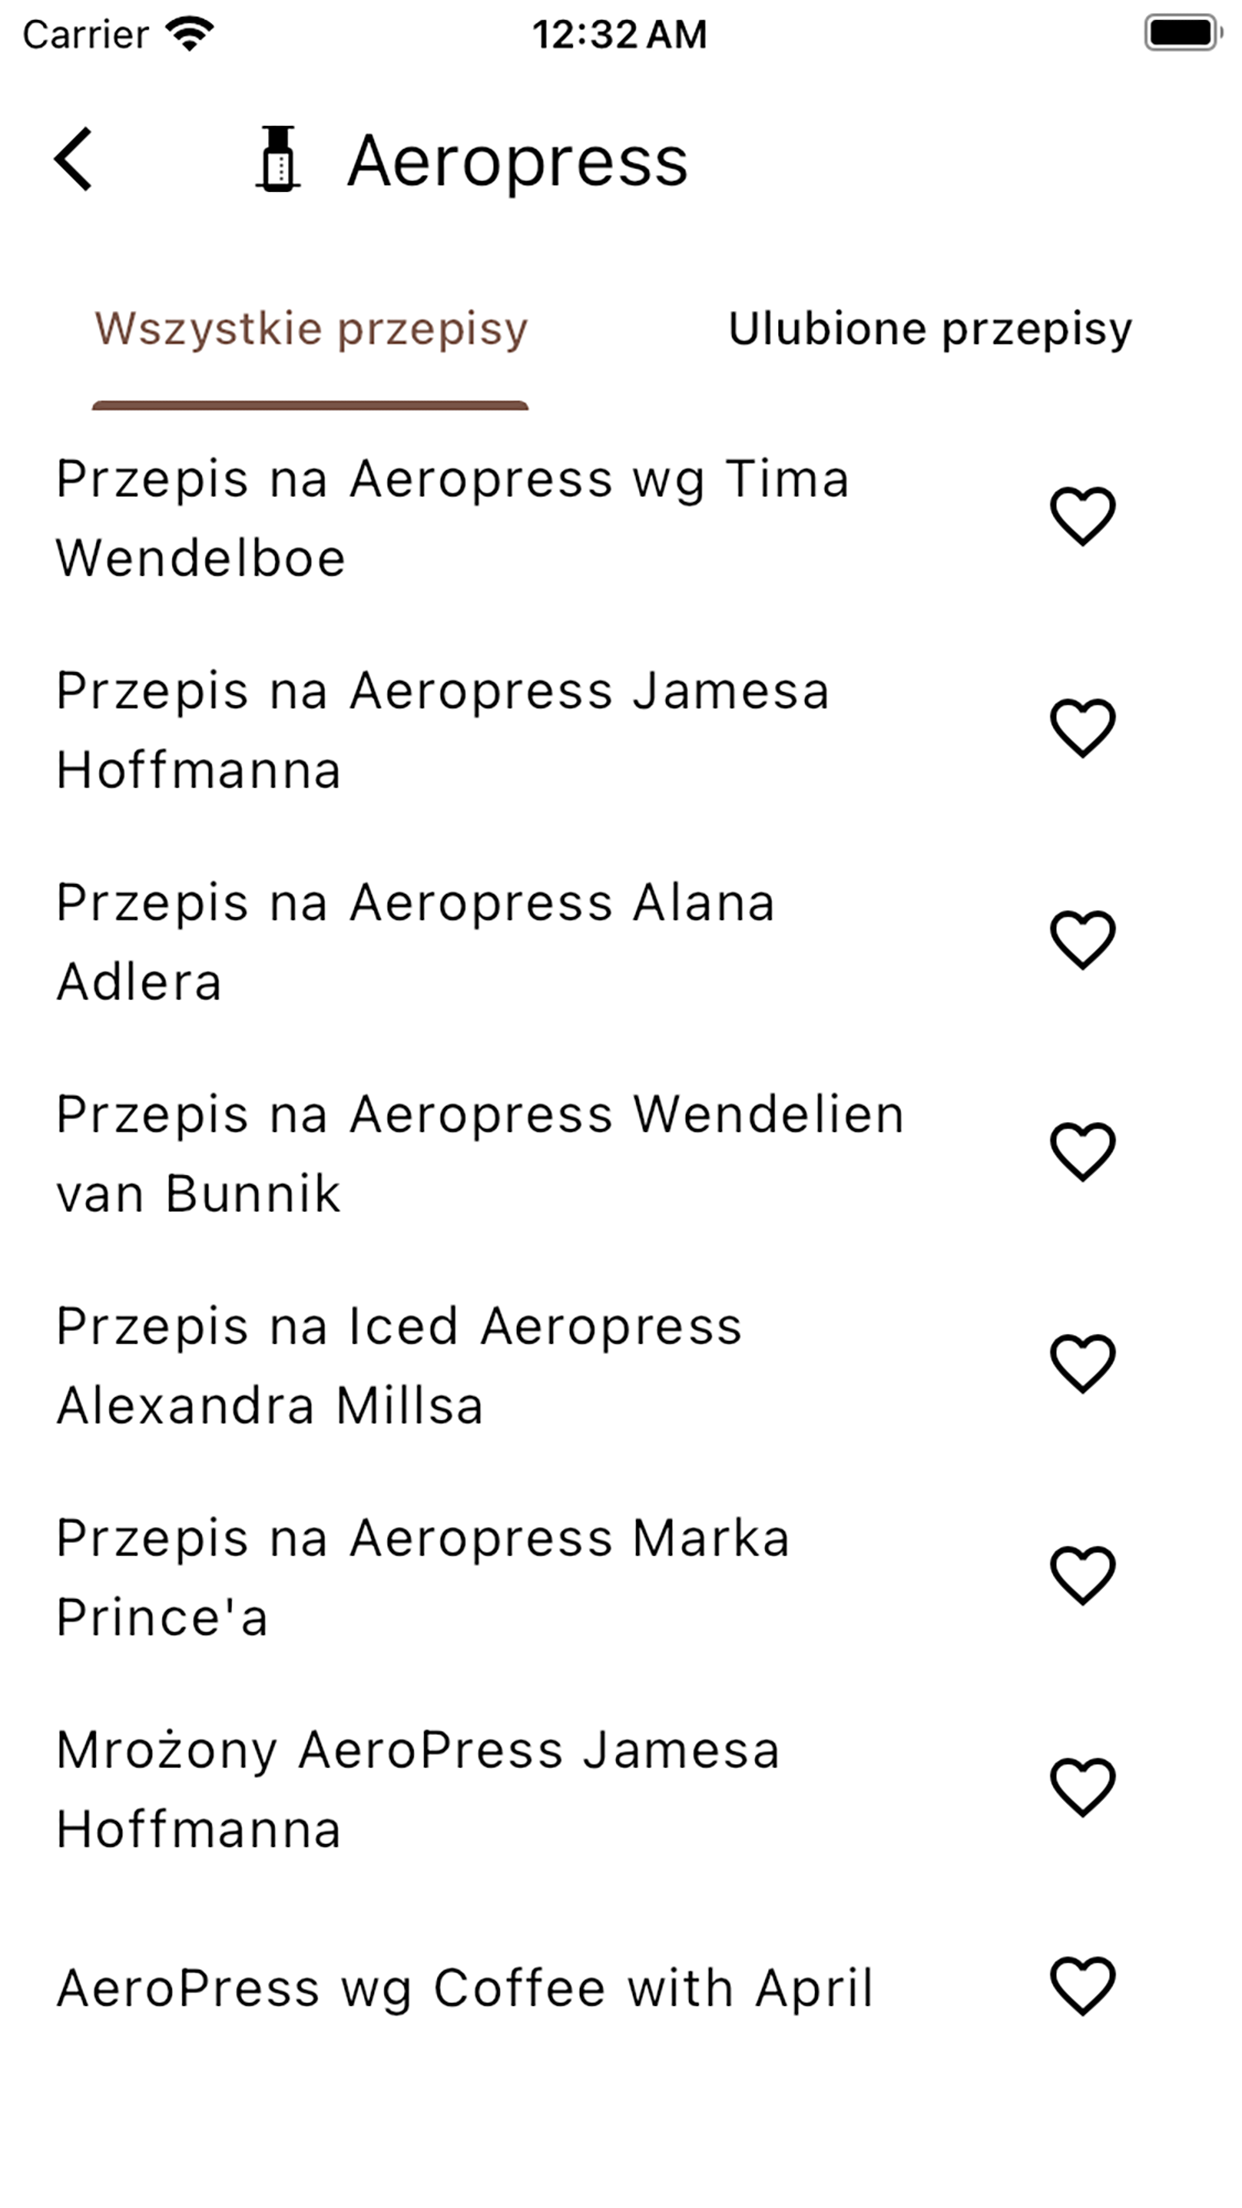 Carrier 12:32 AM
Aeropress
Wszystkie przepisy Ulubione przepisy
Przepis na Aeropress wg Tima
Wendelboe
Przepis na Aeropress Jamesa
Hoffmanna
Przepis na Aeropress Alana
Adlera
Przepis na Aeropress Wendelien
van Bunnik
Przepis na Iced Aeropress
Alexandra Millsa
Przepis na Aeropress Marka
Prince'a
Mrożony AeroPress Jamesa
Hoffmanna
AeroPress wg Coffee with April